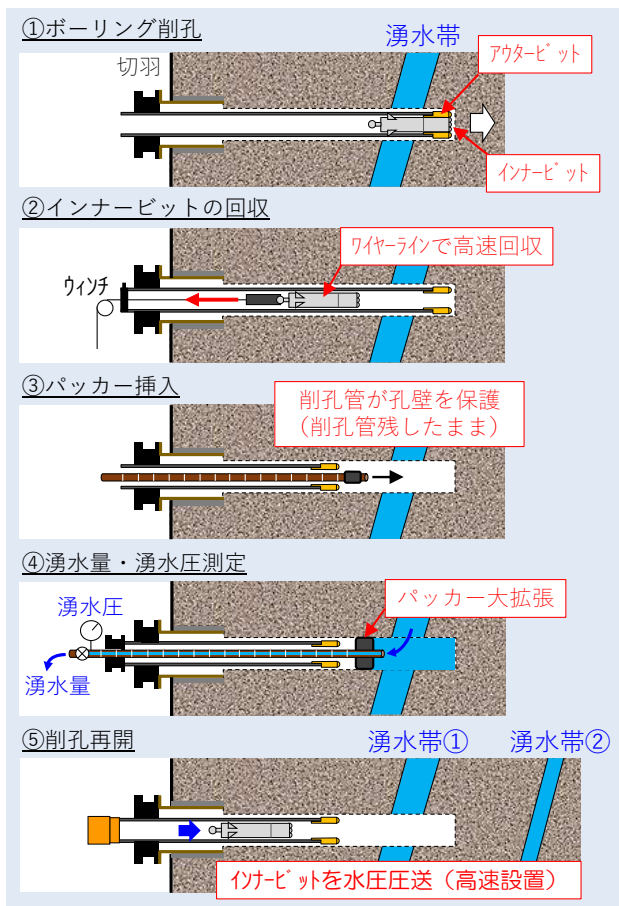 ①ボーリング削孔
湧水帯
切羽
アウタービット
インナービット
②インナービットの回収
ワイヤーラインで高速回収
ウィンチ
③パッカー挿入
削孔管が孔壁を保護
（削孔管残したまま）
④湧水量・湧水圧測定
パッカー大拡張
湧水圧
湧水量
⑤削孔再開
湧水帯①
湧水帯②
インナービットを水圧圧送（高速設置）